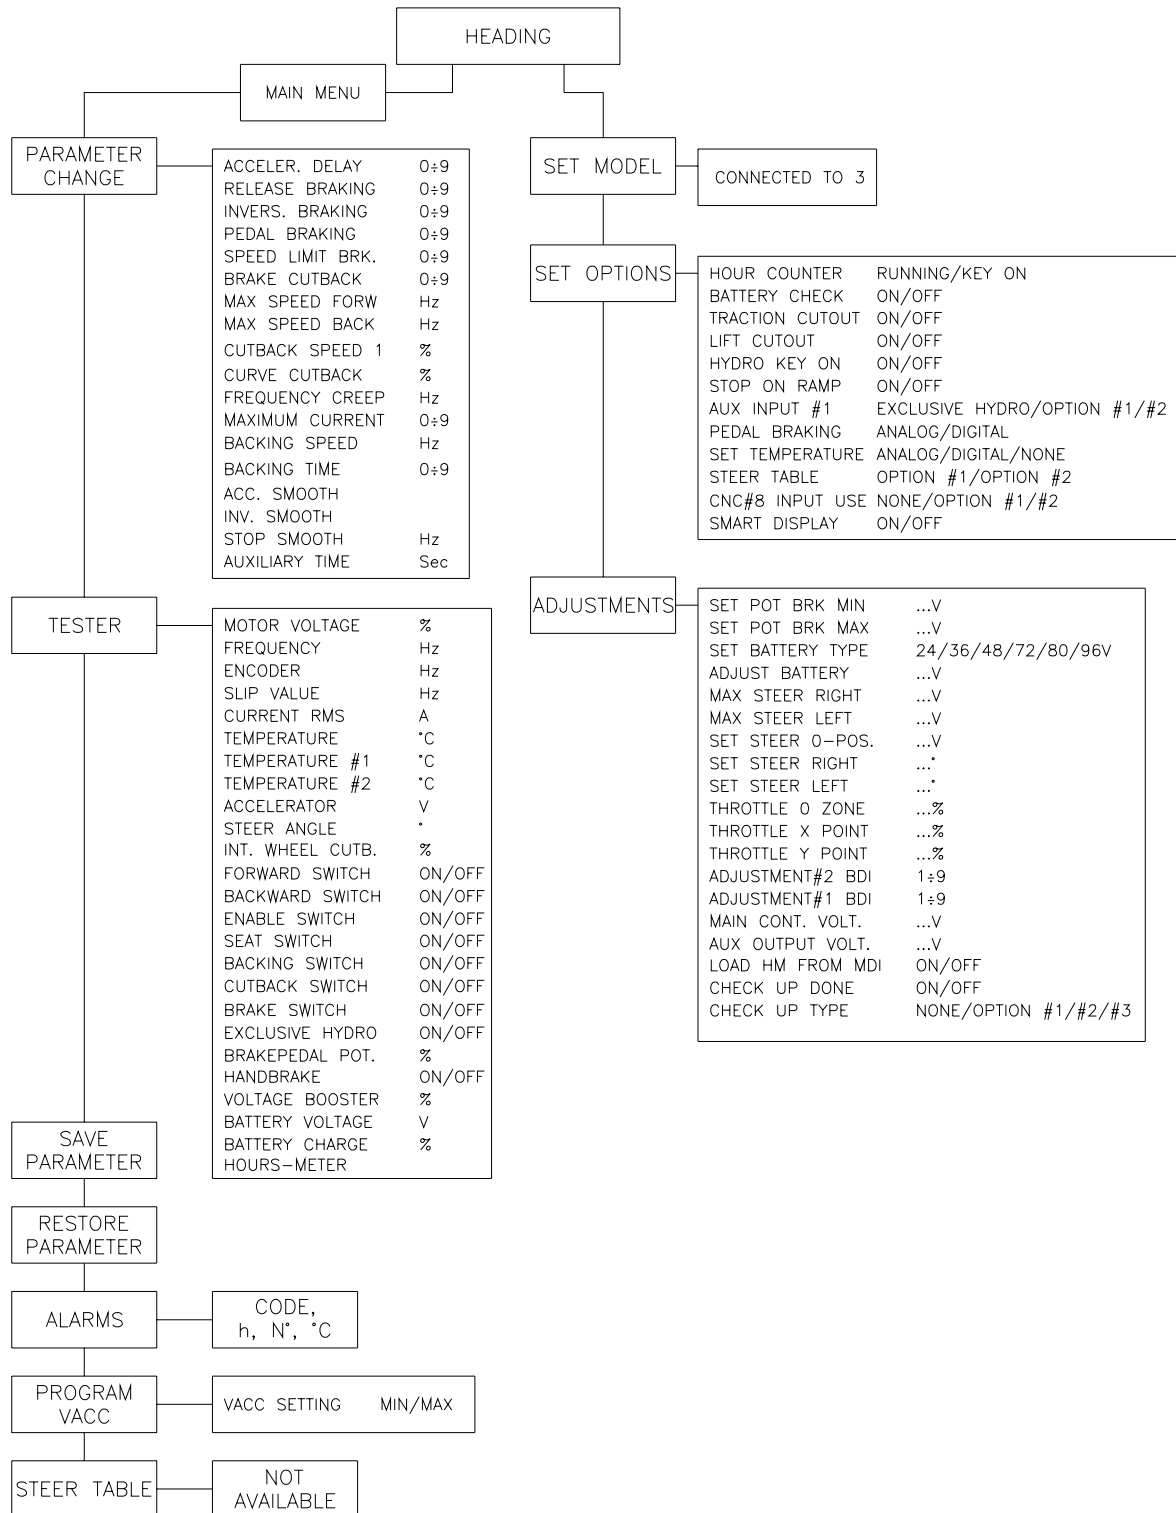 HEADING
MAIN MENU
PARAMETER
CHANGE
ACCELER. DELAY 0÷9
RELEASE BRAKING 0÷9
INVERS. BRAKING 0÷9
PEDAL BRAKING 0÷9
SPEED LIMIT BRK. 0÷9
BRAKE CUTBACK 0÷9
MAX SPEED FORW Hz
MAX SPEED BACK Hz
CUTBACK SPEED 1 %
CURVE CUTBACK %
FREQUENCY CREEP Hz
MAXIMUM CURRENT 0÷9
BACKING SPEED Hz
BACKING TIME 0÷9
ACC. SMOOTH
INV. SMOOTH
STOP SMOOTH Hz
AUXILIARY TIME Sec
TESTER
MOTOR VOLTAGE %
FREQUENCY Hz
ENCODER Hz
SLIP VALUE Hz
CURRENT RMS A
TEMPERATURE °C
TEMPERATURE #1 °C
TEMPERATURE #2 °C
ACCELERATOR V
STEER ANGLE °
INT. WHEEL CUTB. %
FORWARD SWITCH ON/OFF
BACKWARD SWITCH ON/OFF
ENABLE SWITCH ON/OFF
SEAT SWITCH ON/OFF
BACKING SWITCH ON/OFF
CUTBACK SWITCH ON/OFF
BRAKE SWITCH ON/OFF
EXCLUSIVE HYDRO ON/OFF
BRAKEPEDAL POT. %
HANDBRAKE ON/OFF
VOLTAGE BOOSTER %
BATTERY VOLTAGE V
BATTERY CHARGE %
HOURS-METER
SAVE
PARAMETER
RESTORE
PARAMETER
ALARMS
CODE,
h, N°, °C
PROGRAM
VACC
VACC SETTING MIN/MAX
STEER TABLE
NOT
AVAILABLE
SET MODEL
CONNECTED TO 3
SET OPTIONS
HOUR COUNTER RUNNING/KEY ON
BATTERY CHECK ON/OFF
TRACTION CUTOUT ON/OFF
LIFT CUTOUT ON/OFF
HYDRO KEY ON ON/OFF
STOP ON RAMP ON/OFF
AUX INPUT #1 EXCLUSIVE HYDRO/OPTION #1/#2
PEDAL BRAKING ANALOG/DIGITAL
SET TEMPERATURE ANALOG/DIGITAL/NONE
STEER TABLE OPTION #1/OPTION #2
CNC#8 INPUT USE NONE/OPTION #1/#2
SMART DISPLAY ON/OFF
ADJUSTMENTS
SET POT BRK MIN ...V
SET POT BRK MAX ...V
SET BATTERY TYPE 24/36/48/72/80/96V
ADJUST BATTERY ...V
MAX STEER RIGHT ...V
MAX STEER LEFT ...V
SET STEER 0-POS. ...V
SET STEER RIGHT ...°
SET STEER LEFT ...°
THROTTLE 0 ZONE ...%
THROTTLE X POINT ...%
THROTTLE Y POINT ...%
ADJUSTMENT#2 BDI 1÷9
ADJUSTMENT#1 BDI 1÷9
MAIN CONT. VOLT. ...V
AUX OUTPUT VOLT. ...V
LOAD HM FROM MDI ON/OFF
CHECK UP DONE ON/OFF
CHECK UP TYPE NONE/OPTION #1/#2/#3